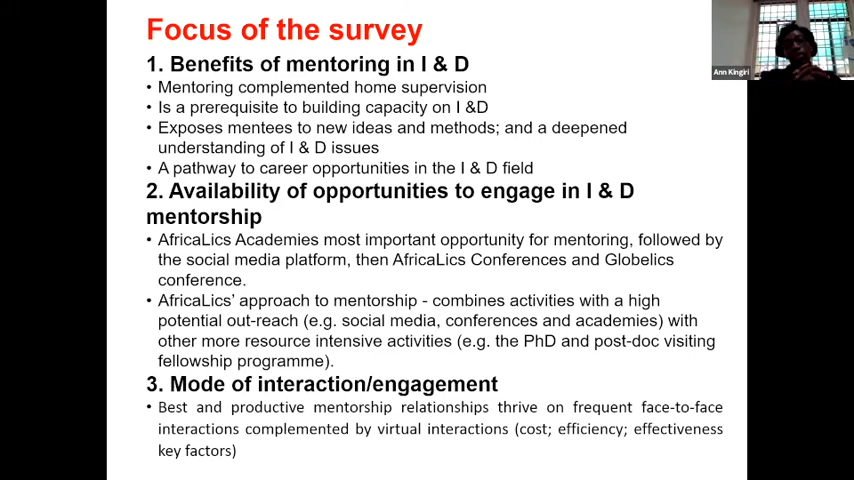 Focus of the survey
1. Benefits of mentoring in I & D
• Mentoring complemented home supervision
• Is a prerequisite to building capacity on I &D
• Exposes mentees to new ideas and methods; and a deepened
understanding of I & D issues
• A pathway to career opportunities in the I & D field
2. Availability of opportunities to engage in I & D
mentorship
• AfricaLics Academies most important opportunity for mentoring, followed by
the social media platform, then AfricaLics Conferences and Globelics
conference.
• AfricaLics' approach to mentorship - combines activities with a high
potential out-reach (e.g. social media, conferences and academies) with
other more resource intensive activities (e.g. the PhD and post-doc visiting
fellowship programme).
3. Mode of interaction/engagement
• Best and productive mentorship relationships thrive on frequent face-to-face
interactions complemented by virtual interactions (cost; efficiency; effectiveness
key factors)
Ann Kingiri